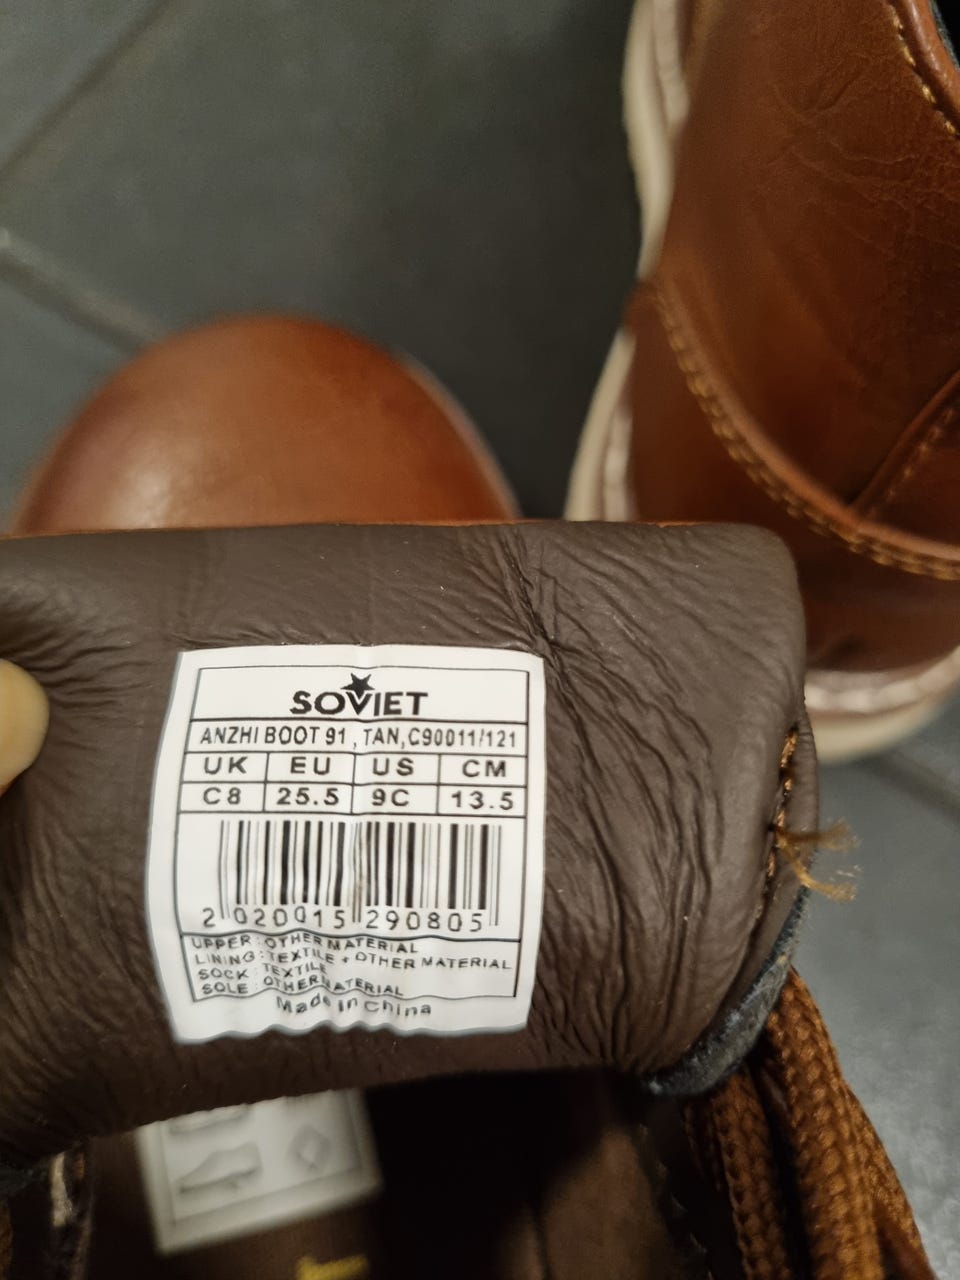 SOVIET
ANZHI BOOT 91 , TAN,C90011/121
UK EU US CM
C8 25.5 9C 13.5
2 020015 290805
UPPER : OTHER MATERIAL
LINING : TEXTILE + OTHER MATERIAL
SOCK : TEXTILE
SOLE : OTHER MATERIAL
Made in China